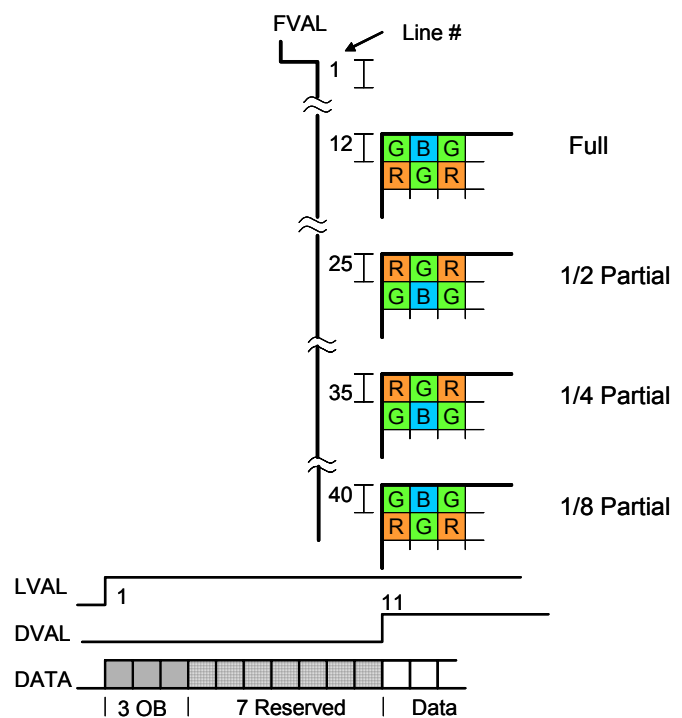 FVAL
Line #
1
12
G B G
Full
R G R
25
R G R
1/2 Partial
G B G
35
R G R
1/4 Partial
G B G
40
G B G
1/8 Partial
R G R
LVAL
1
11
DVAL
DATA
3 OB
7 Reserved
Data